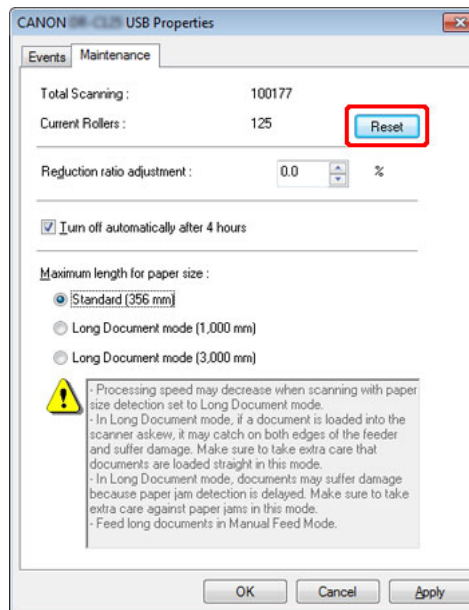 CANON USB Properties
Events Maintenance
Total Scanning : 100177
Current Rollers : 125 Reset
Reduction ratio adjustment : 0.0 %
Turn off automatically after 4 hours
Maximum length for paper size :
Standard (356 mm)
Long Document mode (1,000 mm)
Long Document mode (3,000 mm)
- Processing speed may decrease when scanning with paper
size detection set to Long Document mode.
- In Long Document mode, if a document is loaded into the
scanner askew, it may catch on both edges of the feeder
and suffer damage. Make sure to take extra care that
documents are loaded straight in this mode.
- In Long Document mode, documents may suffer damage
because paper jam detection is delayed. Make sure to take
extra care against paper jams in this mode.
- Feed long documents in Manual Feed Mode.
OK Cancel Apply